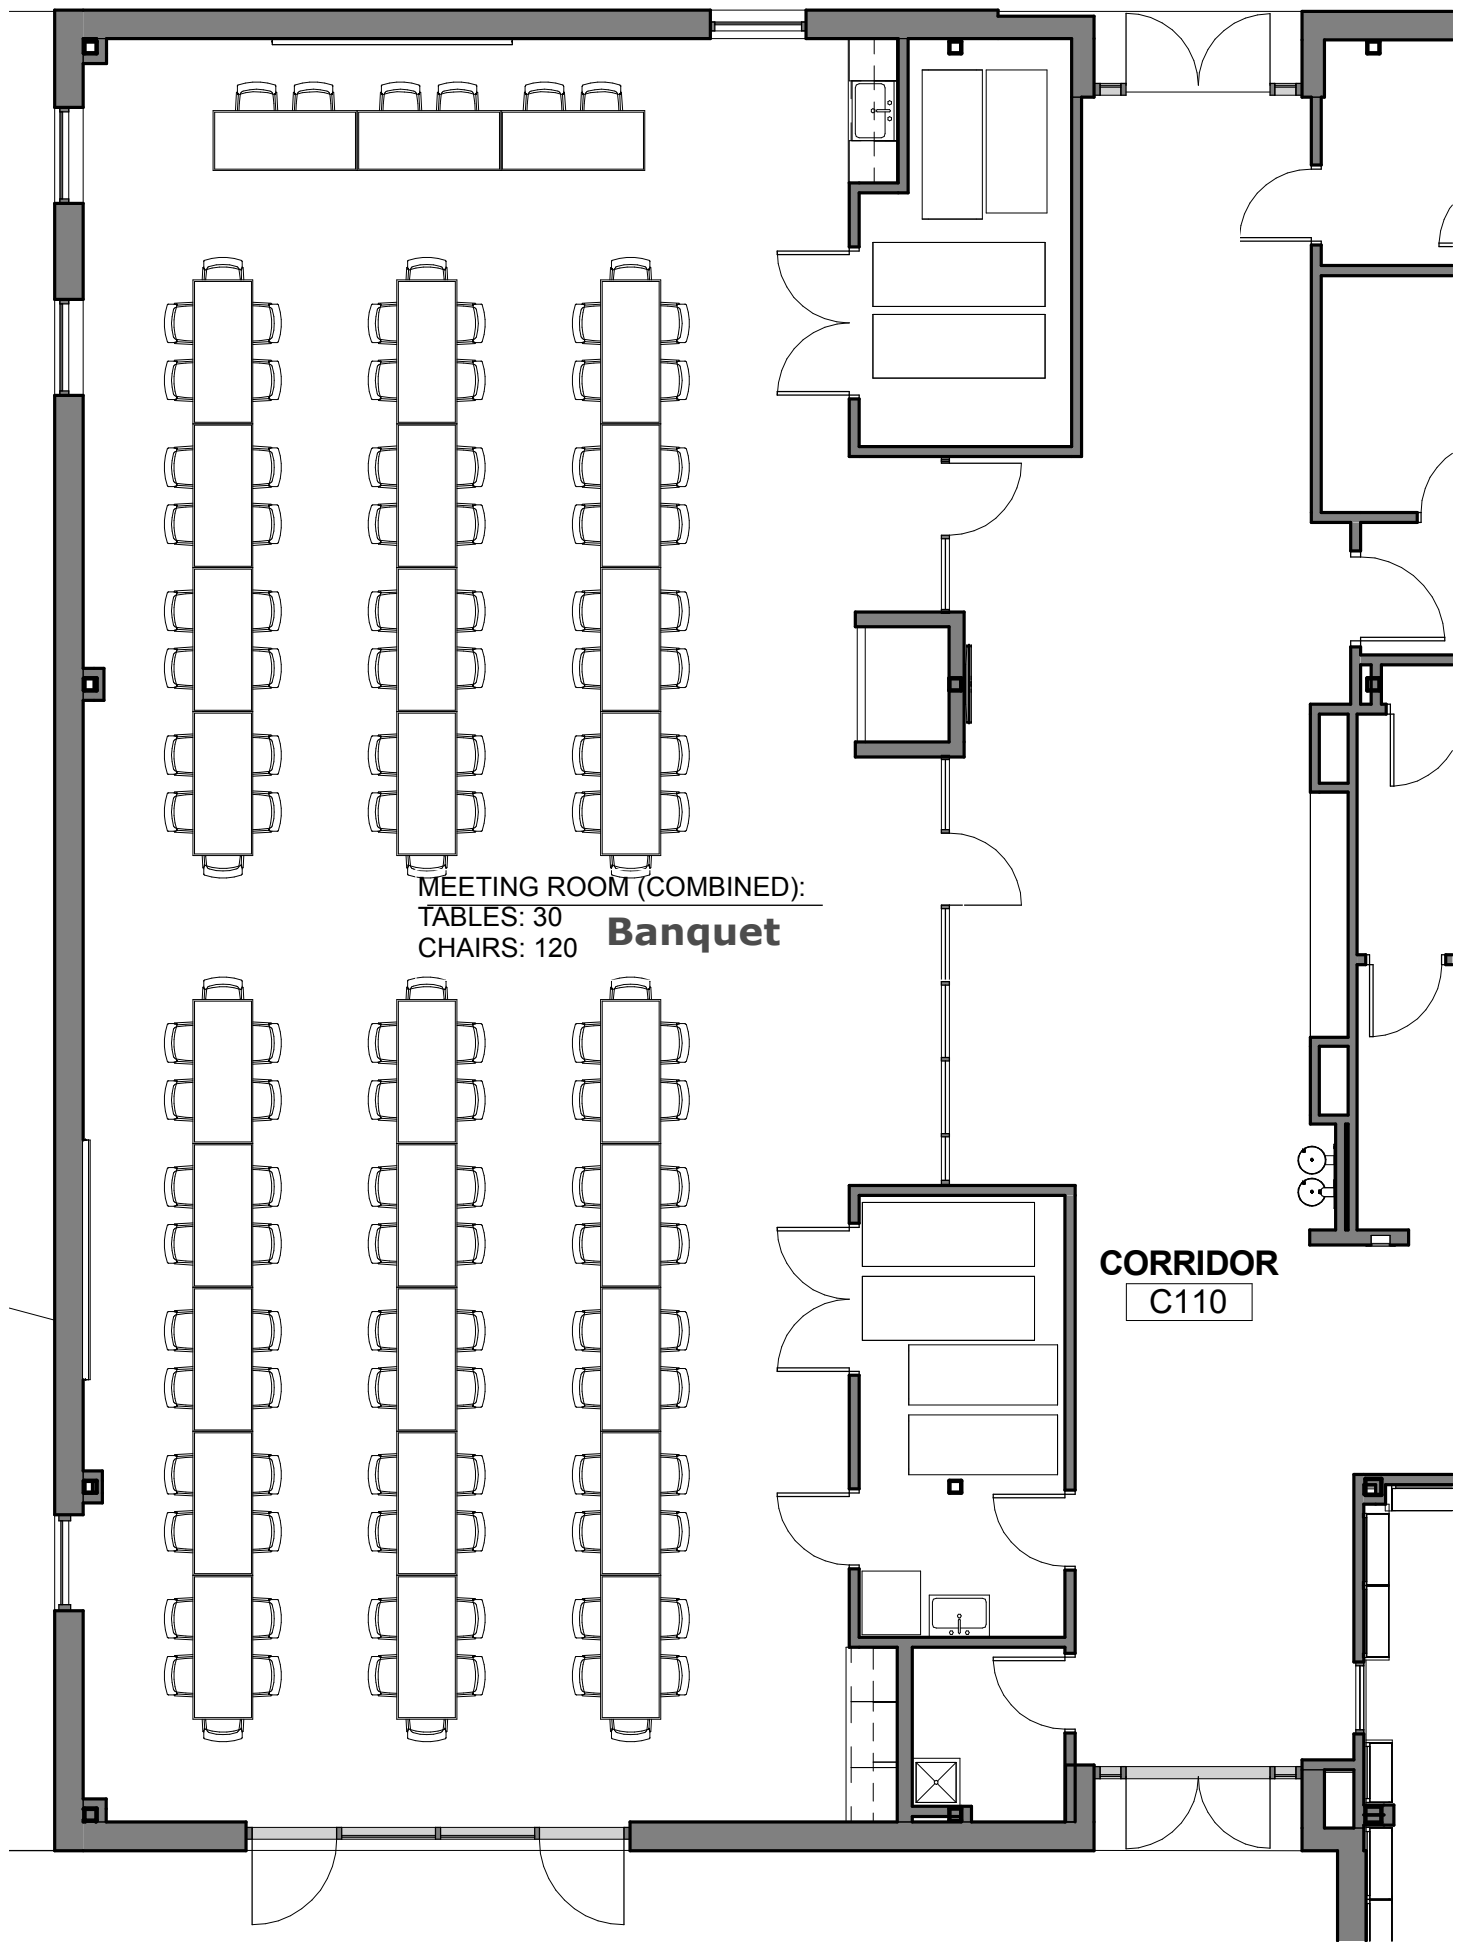 MEETING ROOM (COMBINED):
TABLES: 30
CHAIRS: 120
Banquet
CORRIDOR
C110